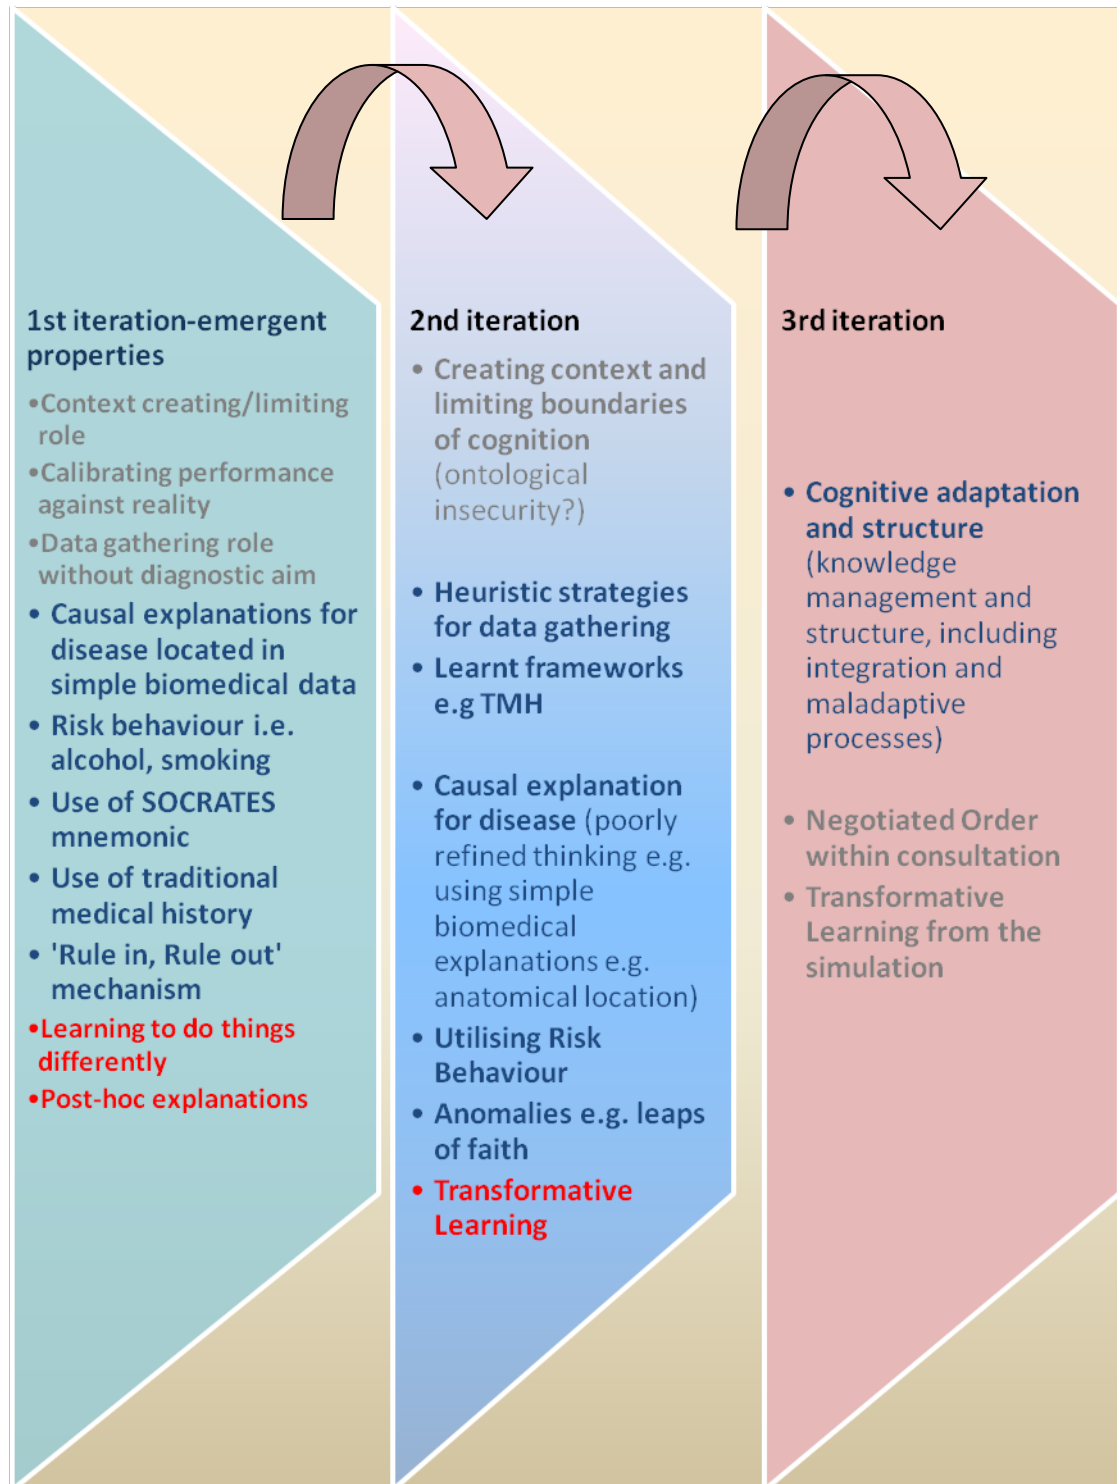 1st iteration-emergent
properties
•Context creating/limiting
role
•Calibrating performance
against reality
•Data gathering role
without diagnostic aim
• Causal explanations for
disease located in
simple biomedical data
• Risk behaviour i.e.
alcohol, smoking
• Use of SOCRATES
mnemonic
• Use of traditional
medical history
• 'Rule in, Rule out'
mechanism
•Learning to do things
differently
•Post-hoc explanations
2nd iteration
• Creating context and
limiting boundaries
of cognition
(ontological
insecurity?)
• Heuristic strategies
for data gathering
• Learnt frameworks
e.g TMH
• Causal explanation
for disease (poorly
refined thinking e.g.
using simple
biomedical
explanations e.g.
anatomical location)
• Utilising Risk
Behaviour
• Anomalies e.g. leaps
of faith
• Transformative
Learning
3rd iteration
• Cognitive adaptation
and structure
(knowledge
management and
structure, including
integration and
maladaptive
processes)
• Negotiated Order
within consultation
• Transformative
Learning from the
simulation